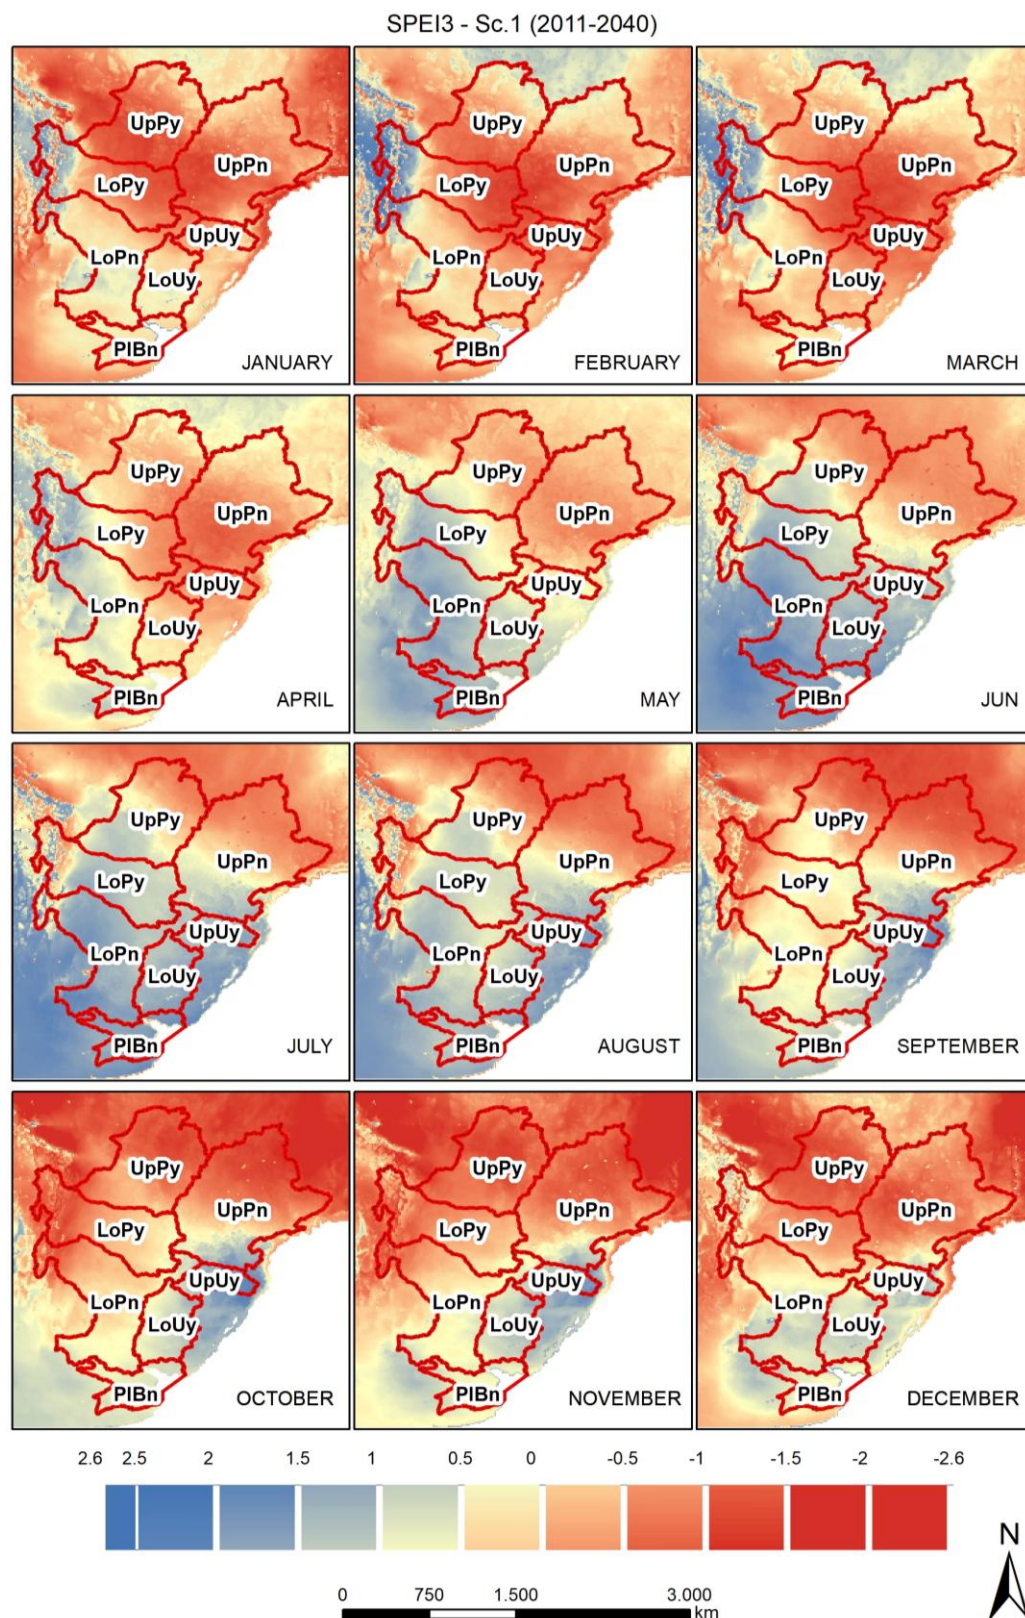 SPEI3 - Sc.1 (2011-2040)
UpPy
UpPn
LoPy
UpUy
LoPn
LoUy
PlBn
JANUARY
UpPy
UpPn
LoPy
UpUy
LoPn
LoUy
PlBn
FEBRUARY
UpPy
UpPn
LoPy
UpUy
LoPn
LoUy
PlBn
MARCH
UpPy
UpPn
LoPy
UpUy
LoPn
LoUy
PlBn
APRIL
UpPy
UpPn
LoPy
UpUy
LoPn
LoUy
PlBn
MAY
UpPy
UpPn
LoPy
UpUy
LoPn
LoUy
PlBn
JUN
UpPy
UpPn
LoPy
UpUy
LoPn
LoUy
PlBn
JULY
UpPy
UpPn
LoPy
UpUy
LoPn
LoUy
PlBn
AUGUST
UpPy
UpPn
LoPy
UpUy
LoPn
LoUy
PlBn
SEPTEMBER
UpPy
UpPn
LoPy
UpUy
LoPn
LoUy
PlBn
OCTOBER
UpPy
UpPn
LoPy
UpUy
LoPn
LoUy
PlBn
NOVEMBER
UpPy
UpPn
LoPy
UpUy
LoPn
LoUy
PlBn
DECEMBER
2.6 2.5 2 1.5 1 0.5 0 -0.5 -1 -1.5 -2 -2.6
N
0 750 1.500 3.000
km